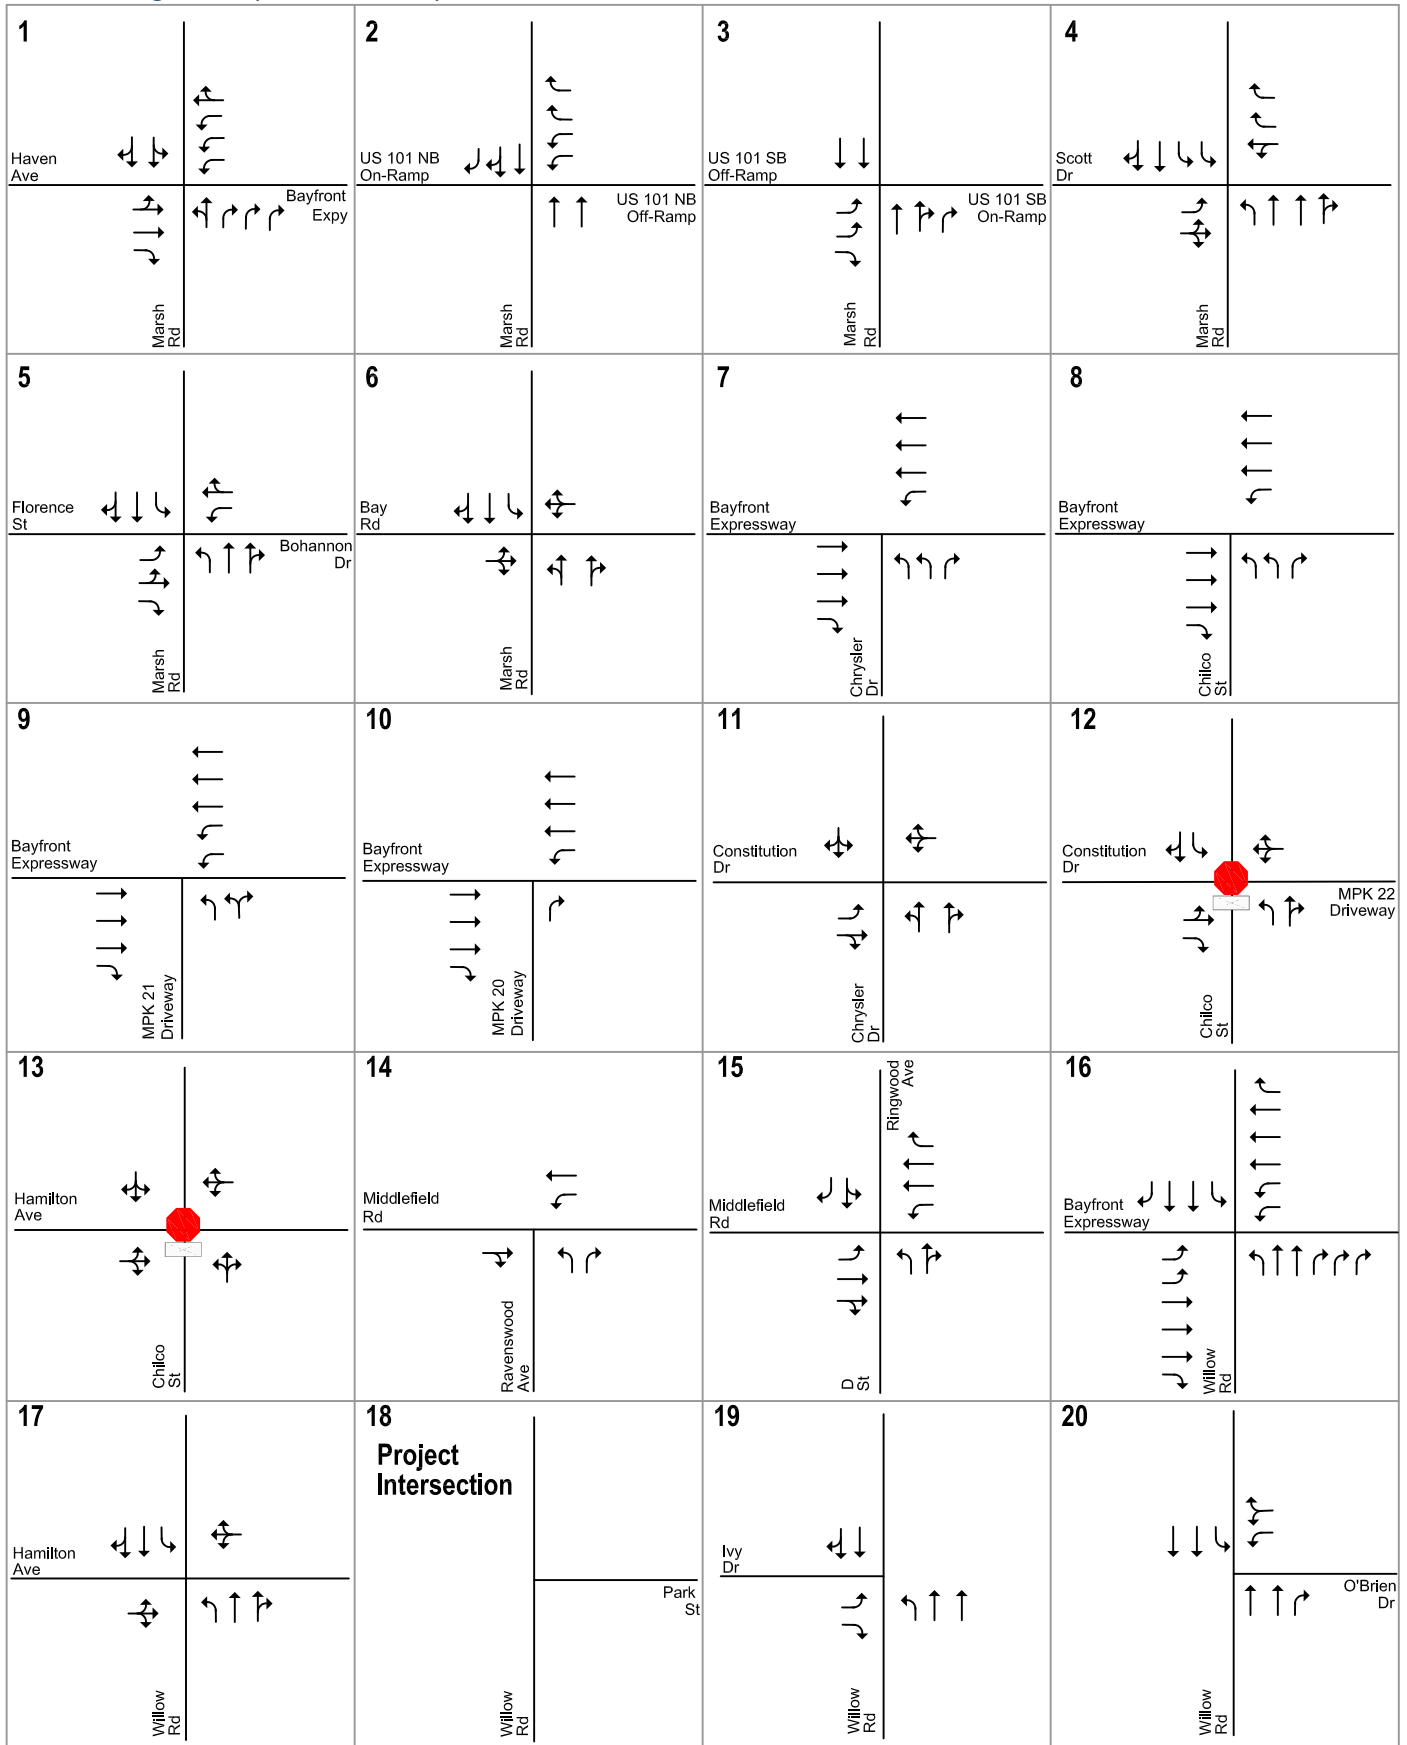 1
Haven
Ave
Bayfront
Expy
Marsh
Rd
2
US 101 NB
On-Ramp
US 101 NB
Off-Ramp
Marsh
Rd
3
US 101 SB
Off-Ramp
US 101 SB
On-Ramp
Marsh
Rd
4
Scott
Dr
Marsh
Rd
5
Florence
St
Bohannon
Dr
Marsh
Rd
6
Bay
Rd
Marsh
Rd
7
Bayfront
Expressway
Chrysler
Dr
8
Bayfront
Expressway
Chilco
St
9
Bayfront
Expressway
MPK 21
Driveway
10
Bayfront
Expressway
MPK 20
Driveway
11
Constitution
Dr
Chrysler
Dr
12
Constitution
Dr
MPK 22
Driveway
Chilco
St
13
Hamilton
Ave
Chilco
St
14
Middlefield
Rd
Ravenswood
Ave
15
Ringwood
Ave
Middlefield
Rd
D
St
16
Bayfront
Expressway
Willow
Rd
17
Hamilton
Ave
Willow
Rd
18
Project
Intersection
Park
St
Willow
Rd
19
Ivy
Dr
Willow
Rd
20
O'Brien
Dr
Willow
Rd